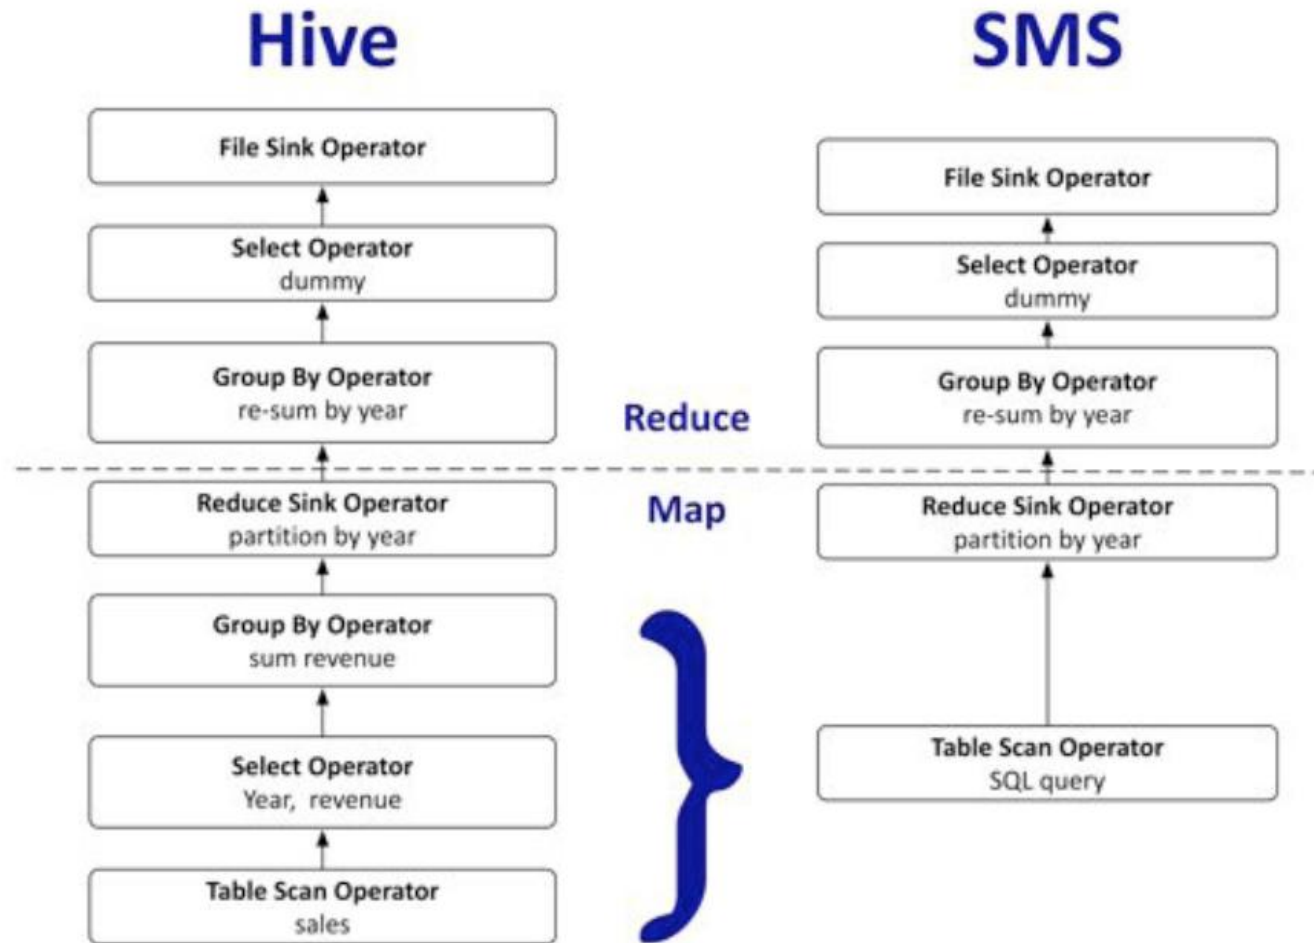 Hive
SMS
File Sink Operator
Select Operator
dummy
Group By Operator
re-sum by year
Reduce Sink Operator
partition by year
Group By Operator
sum revenue
Select Operator
Year, revenue
Table Scan Operator
sales
Reduce
Map
File Sink Operator
Select Operator
dummy
Group By Operator
re-sum by year
Reduce Sink Operator
partition by year
Table Scan Operator
SQL query